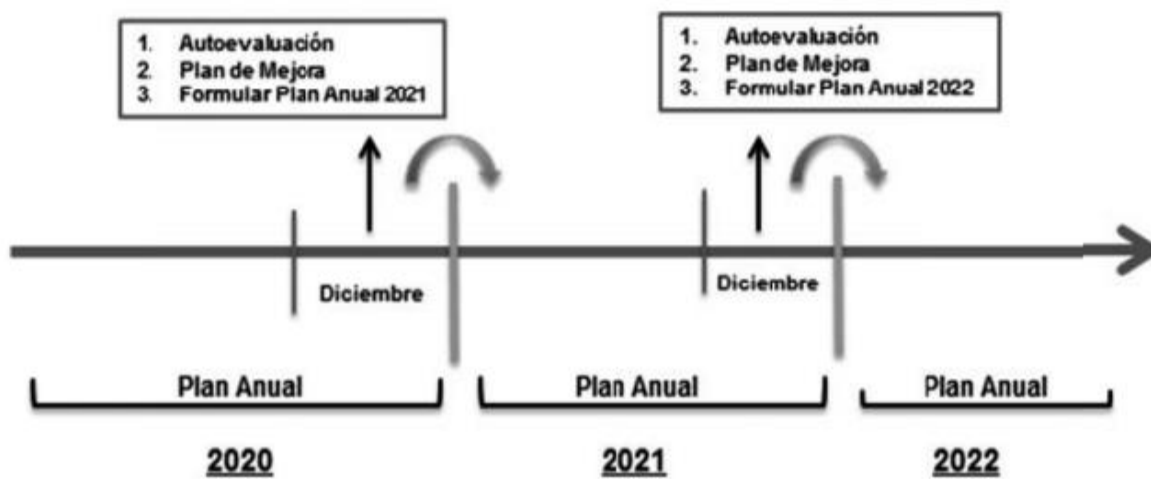 1. Autoevaluación
2. Plan de Mejora
3. Formular Plan Anual 2021
1. Autoevaluación
2. Plan de Mejora
3. Formular Plan Anual 2022
Diciembre
Diciembre
Plan Anual
Plan Anual
Plan Anual
2020
2021
2022